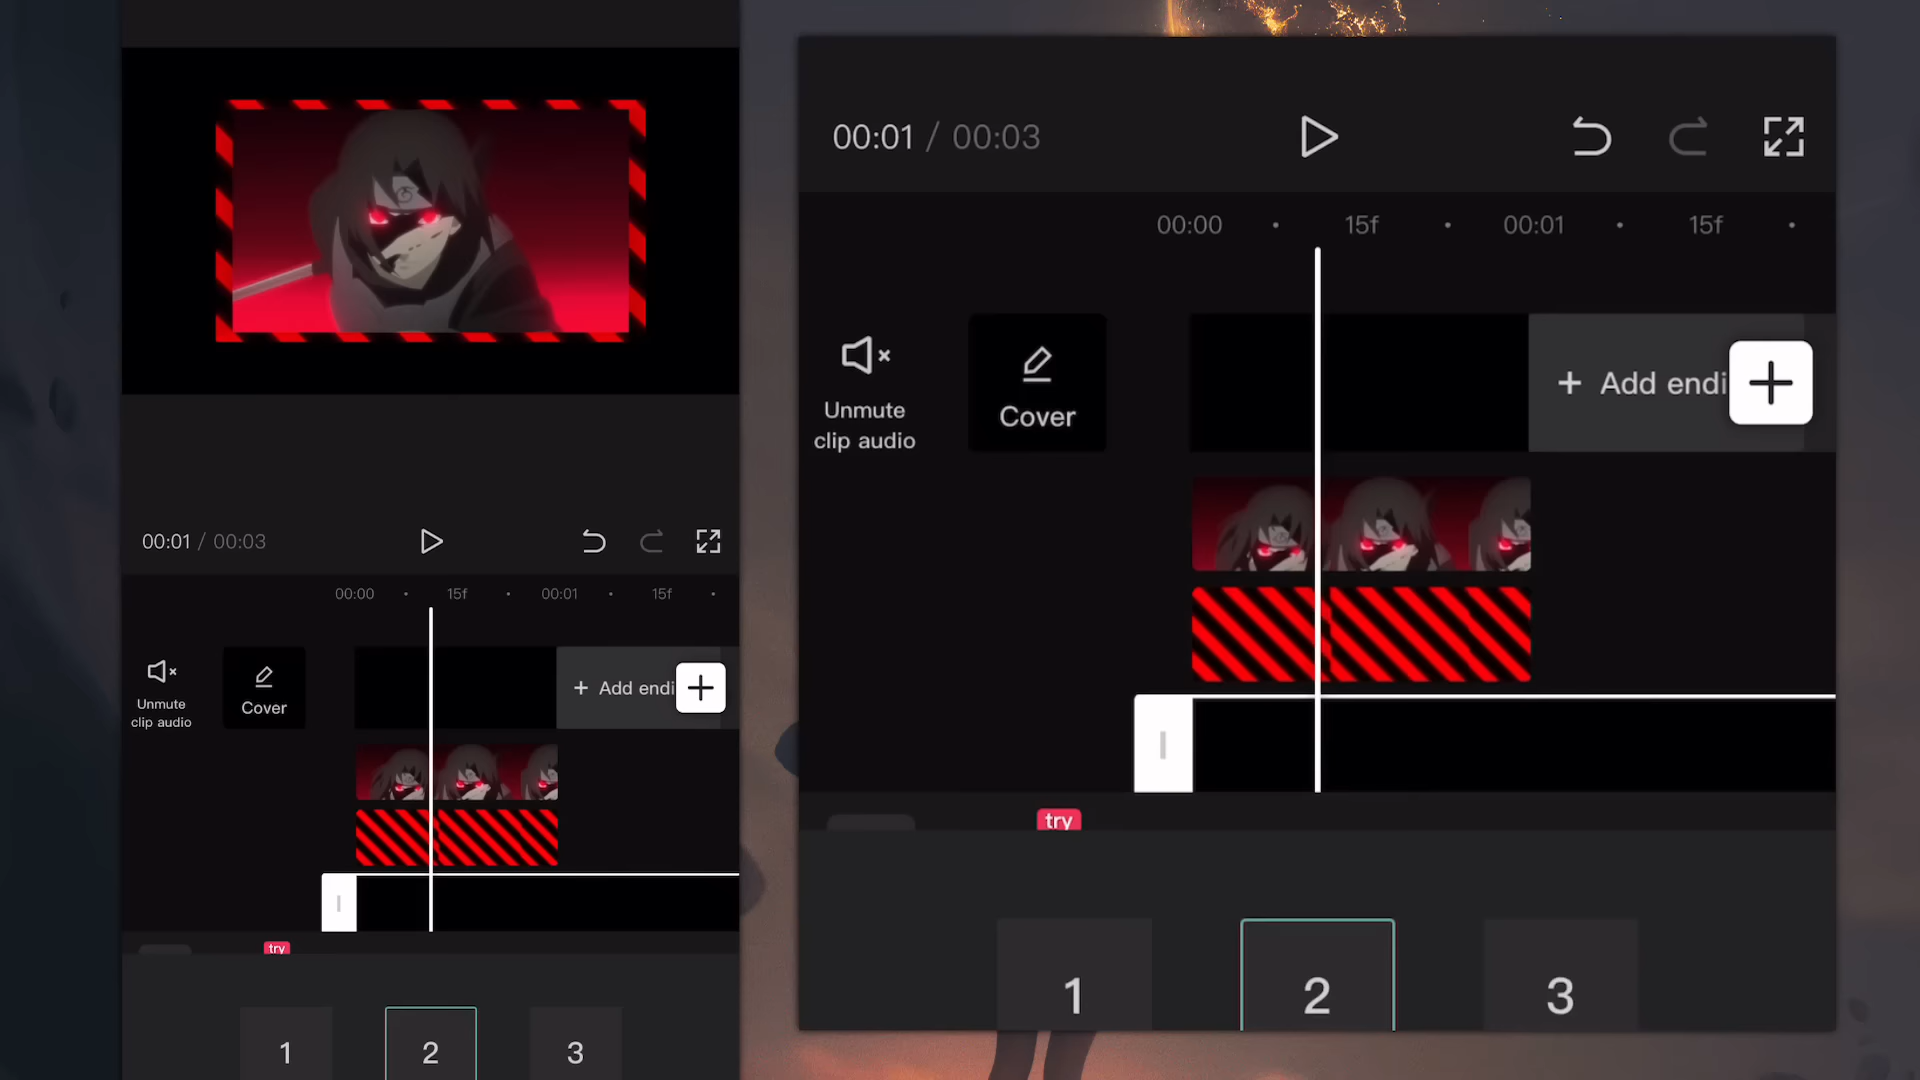 00:01 / 00:03
00:00 15f 00:01 15f
Unmute
clip audio
Cover
+ Add endi
try
1 2 3
00:01 / 00:03
00:00 15f 00:01 15f
Unmute
clip audio
Cover
+ Add endi
try
1 2 3